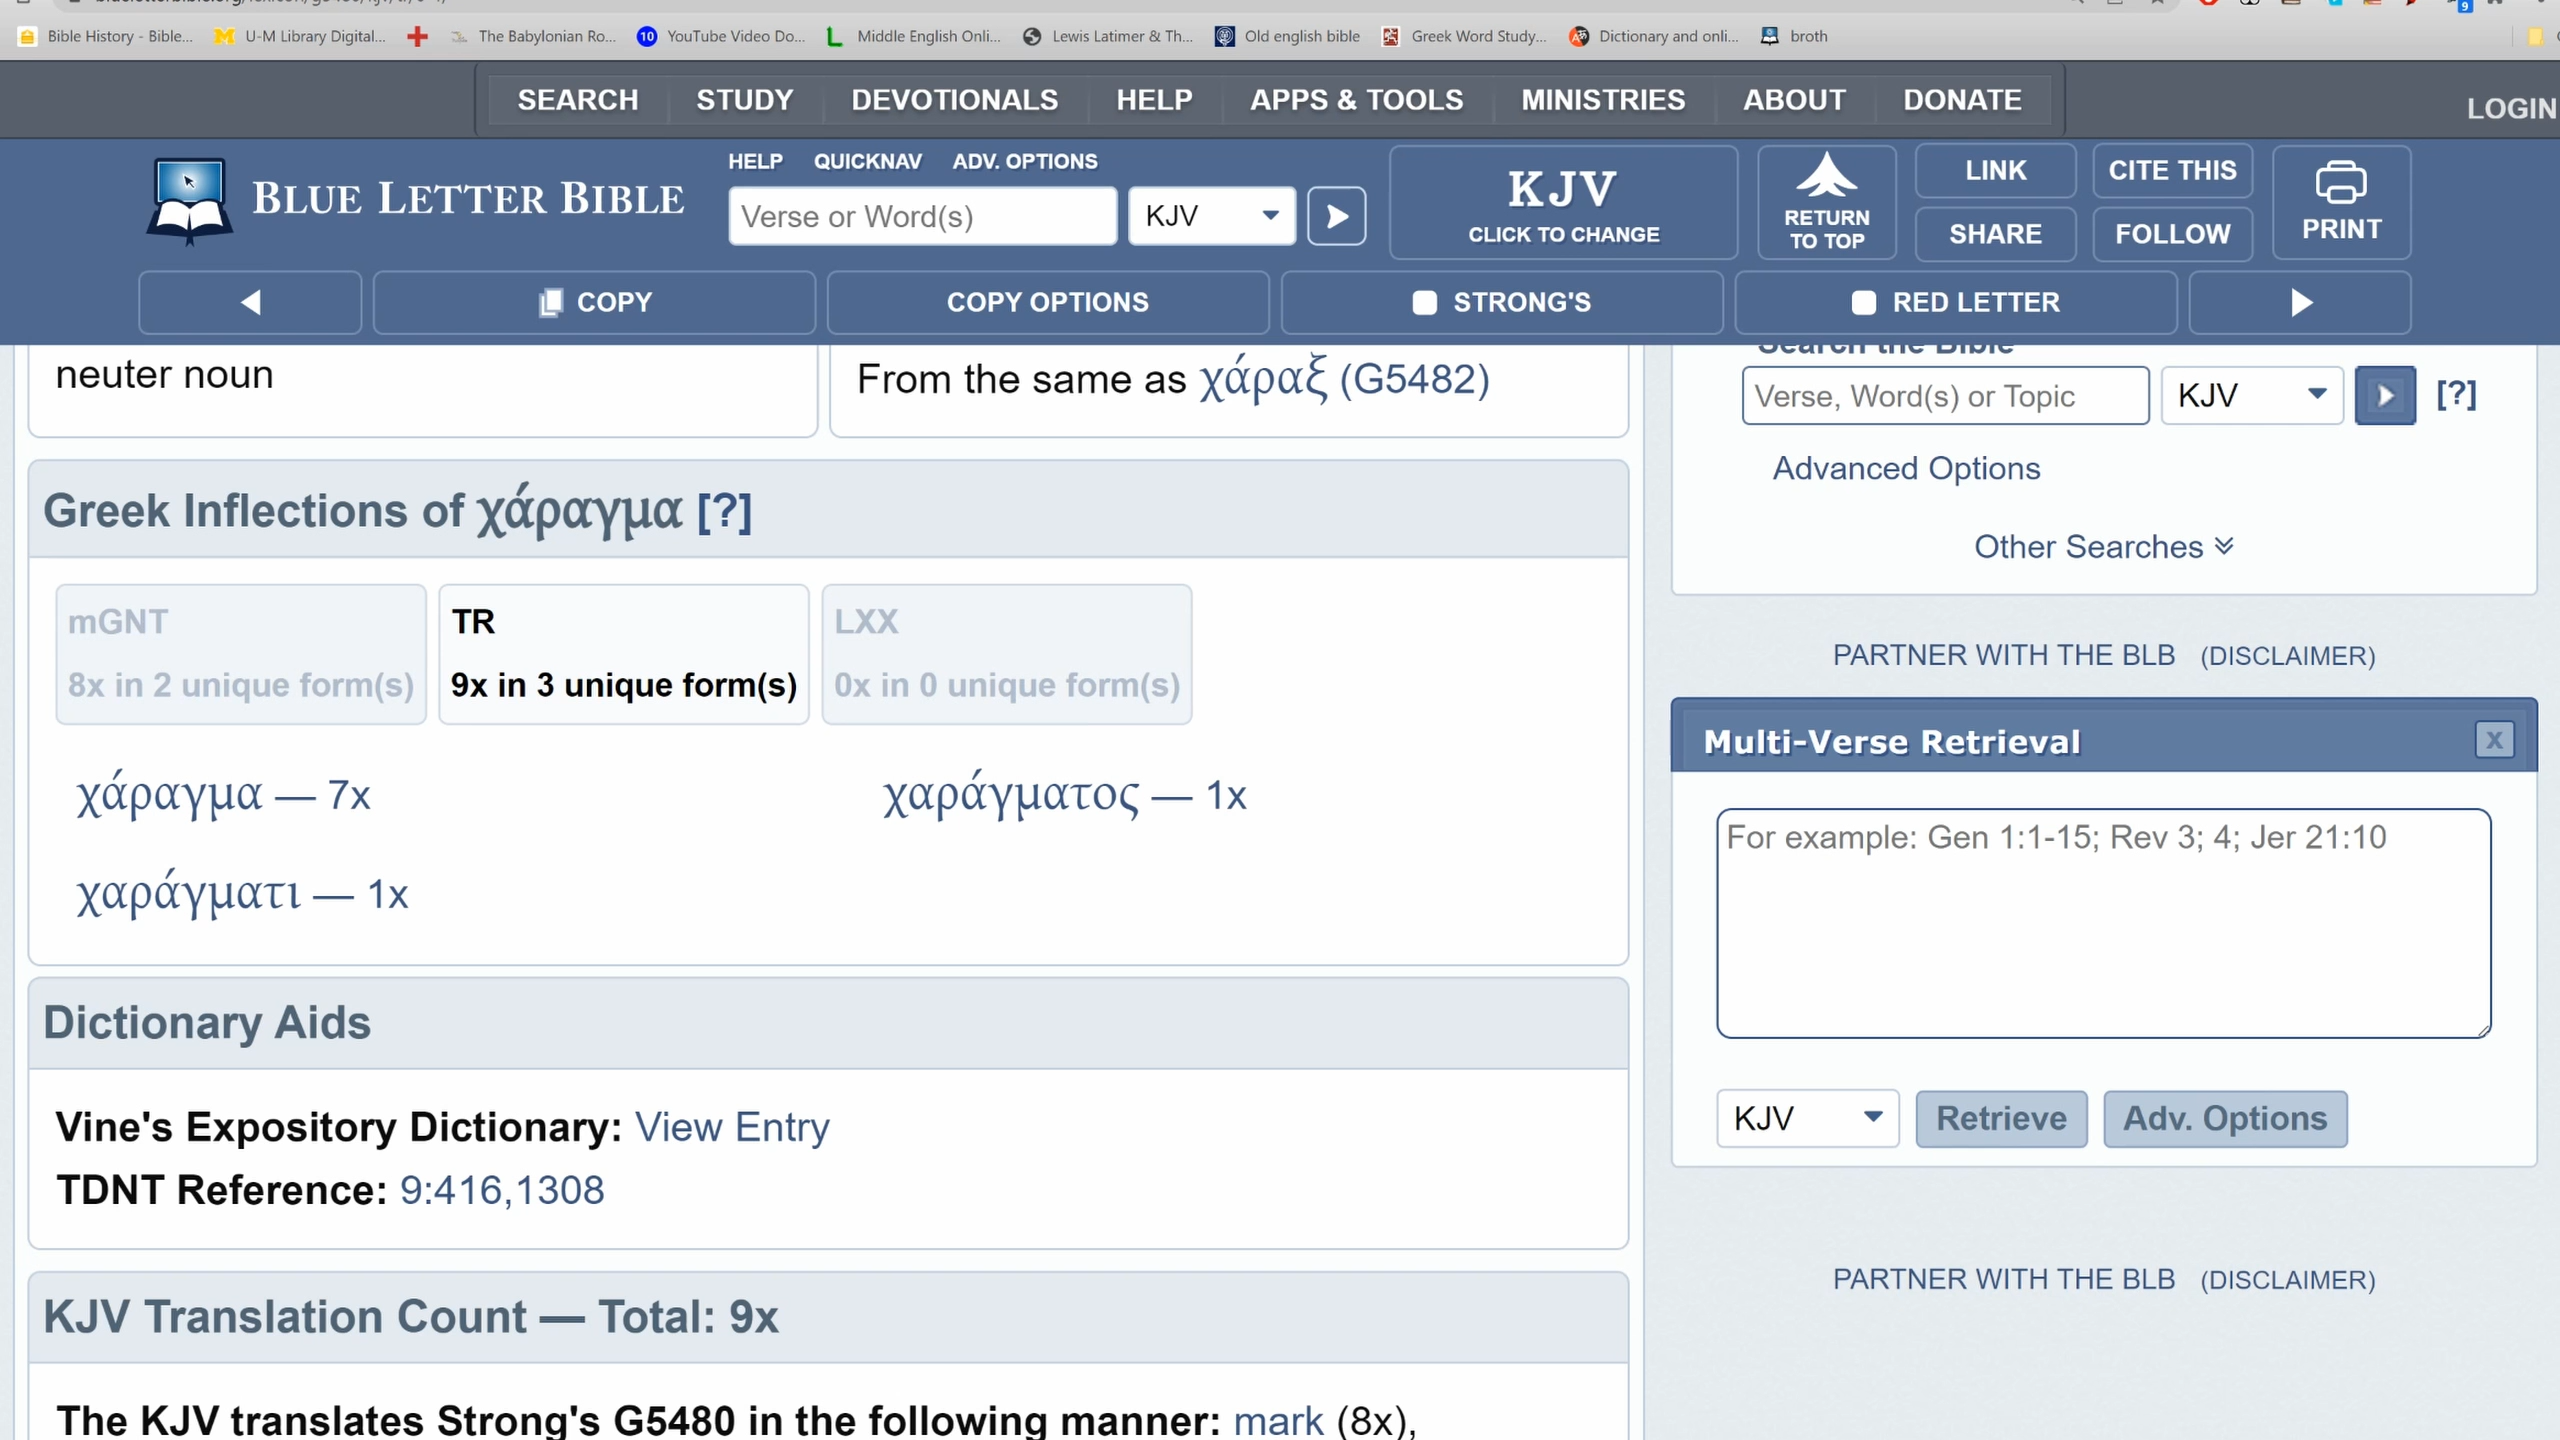 Bible History - Bible...
U-M Library Digital...
The Babylonian Ro...
10 YouTube Video Do...
Middle English Onli...
Lewis Latimer & Th...
Old english bible
Greek Word Study...
Dictionary and onli...
broth
9
SEARCH STUDY DEVOTIONALS HELP APPS & TOOLS MINISTRIES ABOUT DONATE
LOGIN
BLUE LETTER BIBLE
HELP QUICKNAV ADV. OPTIONS
Verse or Word(s)
KJV
KJV
CLICK TO CHANGE
RETURN
TO TOP
LINK
CITE THIS
SHARE
FOLLOW
PRINT
COPY
COPY OPTIONS
STRONG'S
RED LETTER
neuter noun
From the same as χάραξ (G5482)
Greek Inflections of χάραγμα [?]
mGNT
8x in 2 unique form(s)
TR
9x in 3 unique form(s)
LXX
0x in 0 unique form(s)
χάραγμα — 7x
χαράγματος — 1x
χαράγματι — 1x
Dictionary Aids
Vine's Expository Dictionary: View Entry
TDNT Reference: 9:416,1308
KJV Translation Count — Total: 9x
The KJV translates Strong's G5480 in the following manner: mark (8x),
Search the Bible
Verse, Word(s) or Topic
KJV
[?]
Advanced Options
Other Searches
PARTNER WITH THE BLB (DISCLAIMER)
Multi-Verse Retrieval
X
For example: Gen 1:1-15; Rev 3; 4; Jer 21:10
KJV
Retrieve
Adv. Options
PARTNER WITH THE BLB (DISCLAIMER)